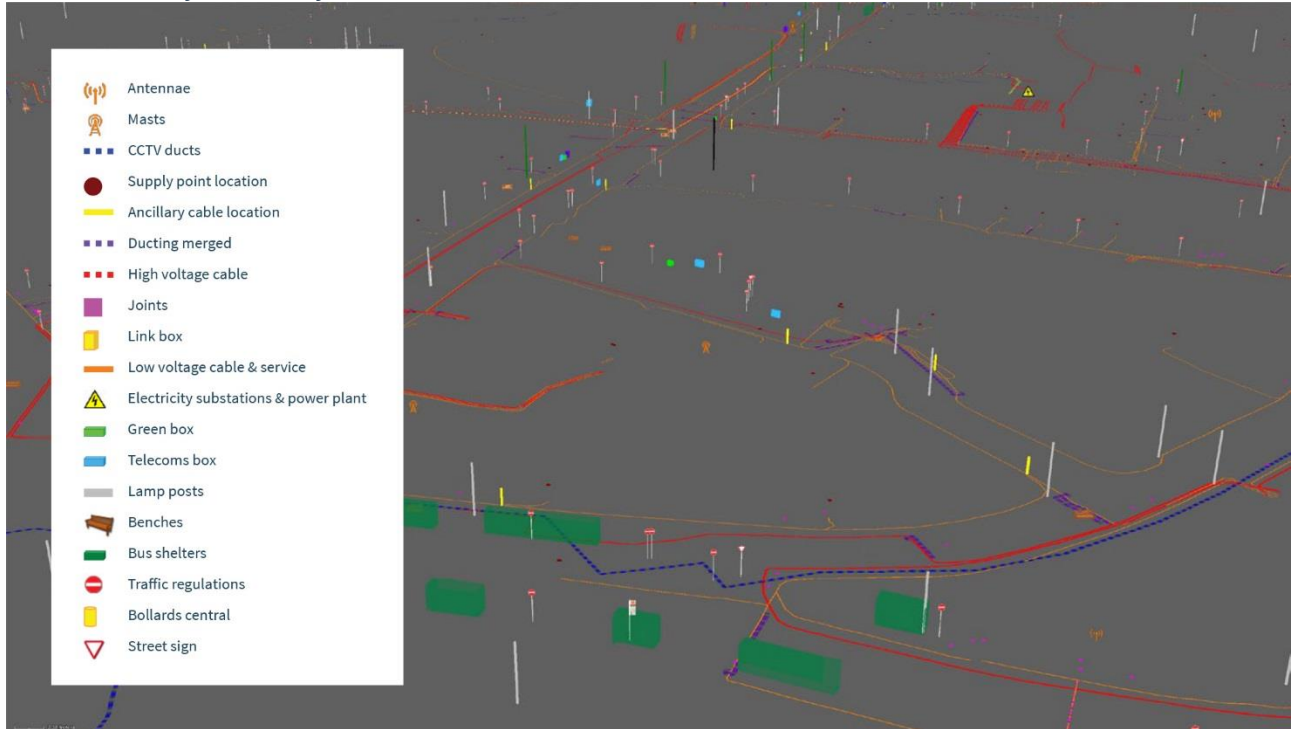 Antennae
Masts
CCTV ducts
Supply point location
Ancillary cable location
Ducting merged
High voltage cable
Joints
Link box
Low voltage cable & service
Electricity substations & power plant
Green box
Telecoms box
Lamp posts
Benches
Bus shelters
Traffic regulations
Bollards central
Street sign